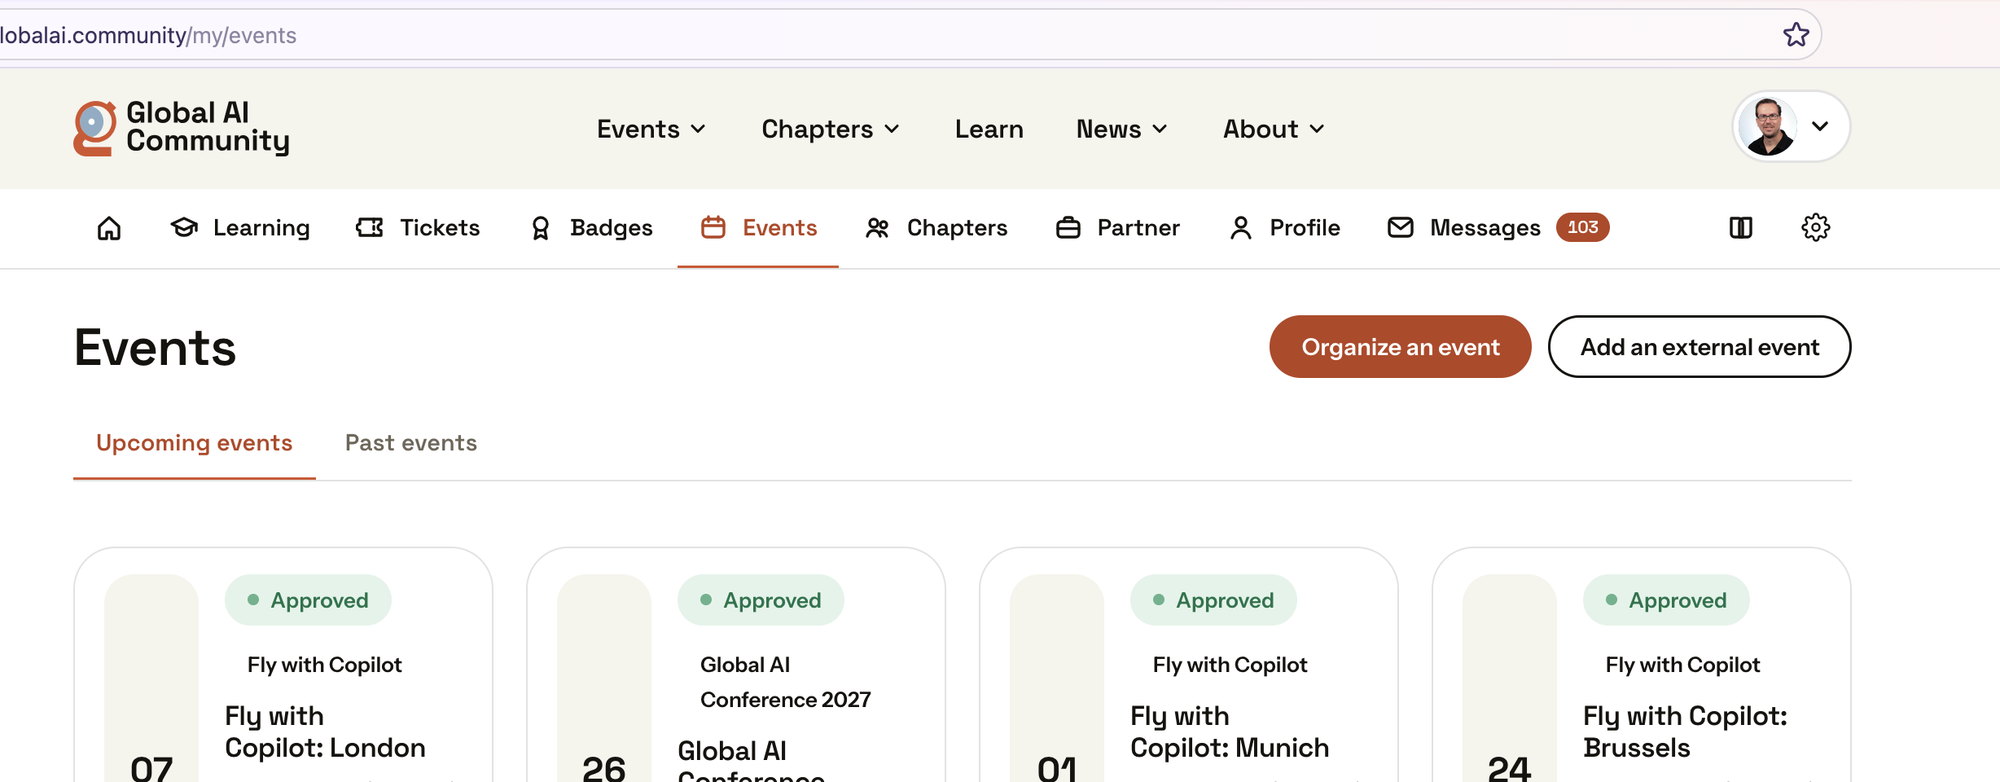 lobalai.community/my/events
Global AI
Community
Events
Chapters
Learn
News
About
Learning
Tickets
Badges
Events
Chapters
Partner
Profile
Messages
103
Events
Organize an event
Add an external event
Upcoming events
Past events
Approved
Fly with Copilot
Fly with
Copilot: London
07
Approved
Global AI
Conference 2027
Global AI
Conference
26
Approved
Fly with Copilot
Fly with
Copilot: Munich
01
Approved
Fly with Copilot
Fly with Copilot:
Brussels
24